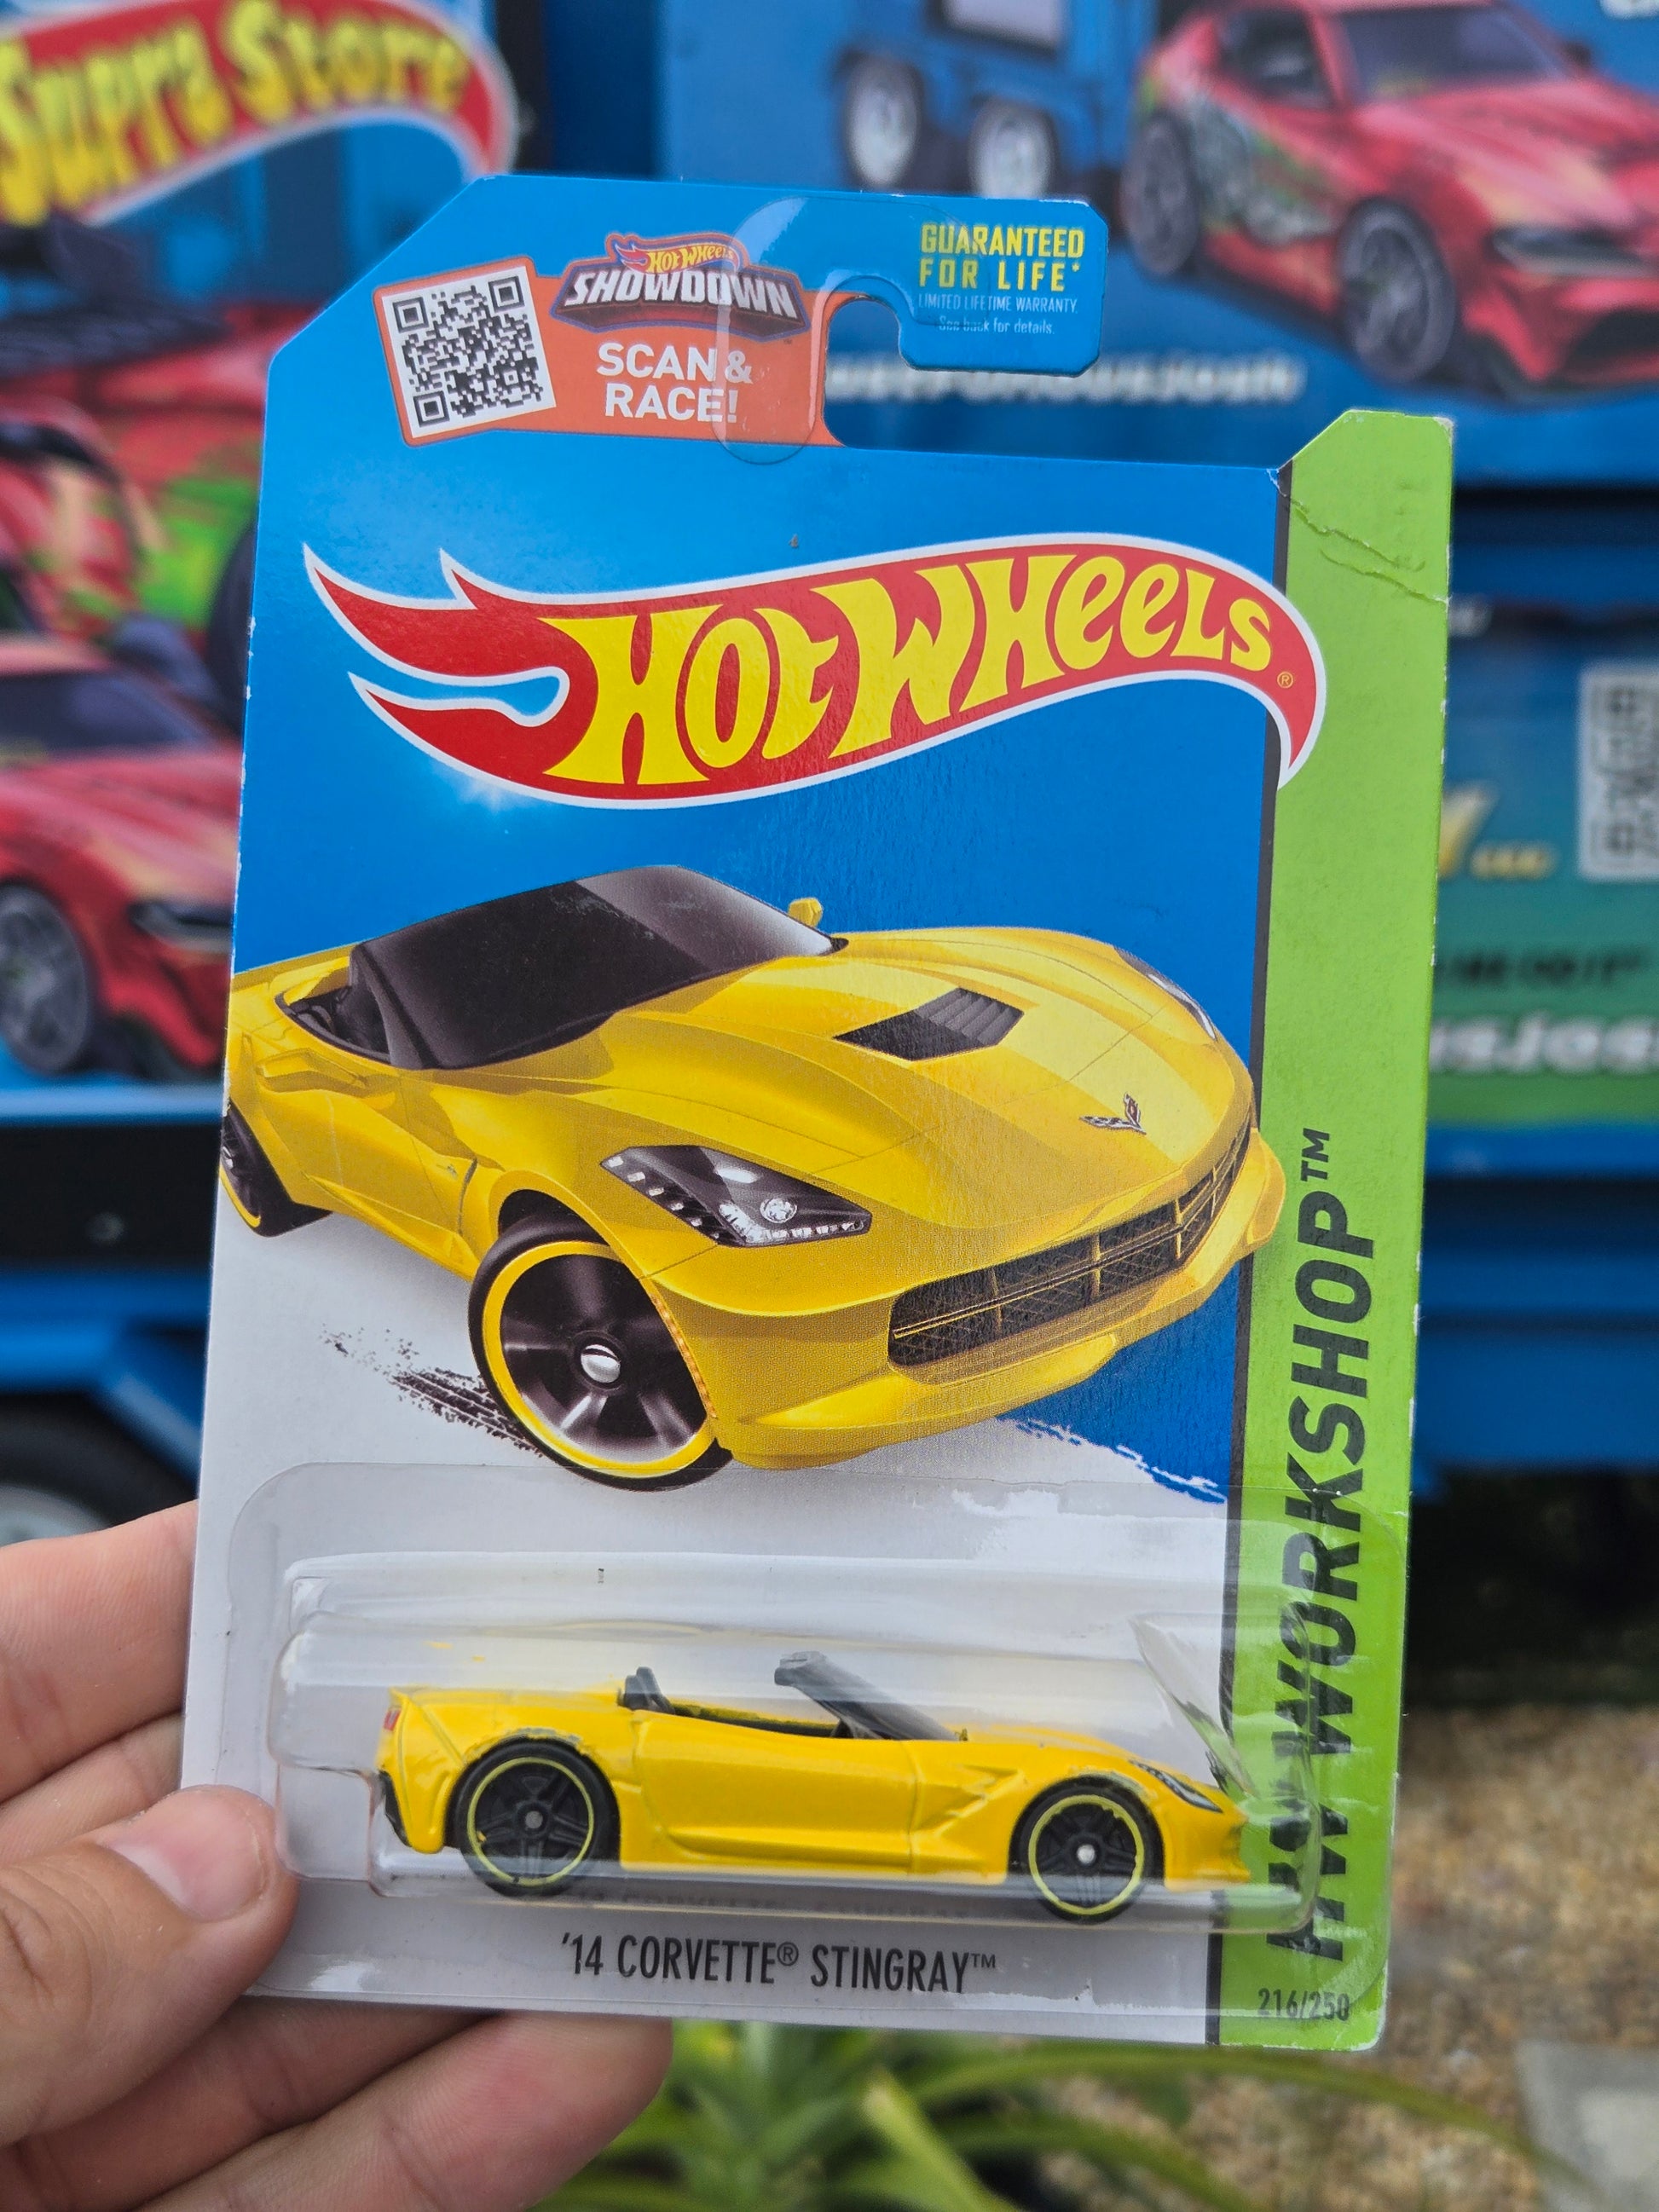 Supra Store
HOT WHEELS
SHOWDOWN
SCAN &
RACE!
GUARANTEED
FOR LIFE*
LIMITED LIFETIME WARRANTY.
See back for details.
HOT WHEELS®
HW WORKSHOP™
'14 CORVETTE® STINGRAY™
216/250